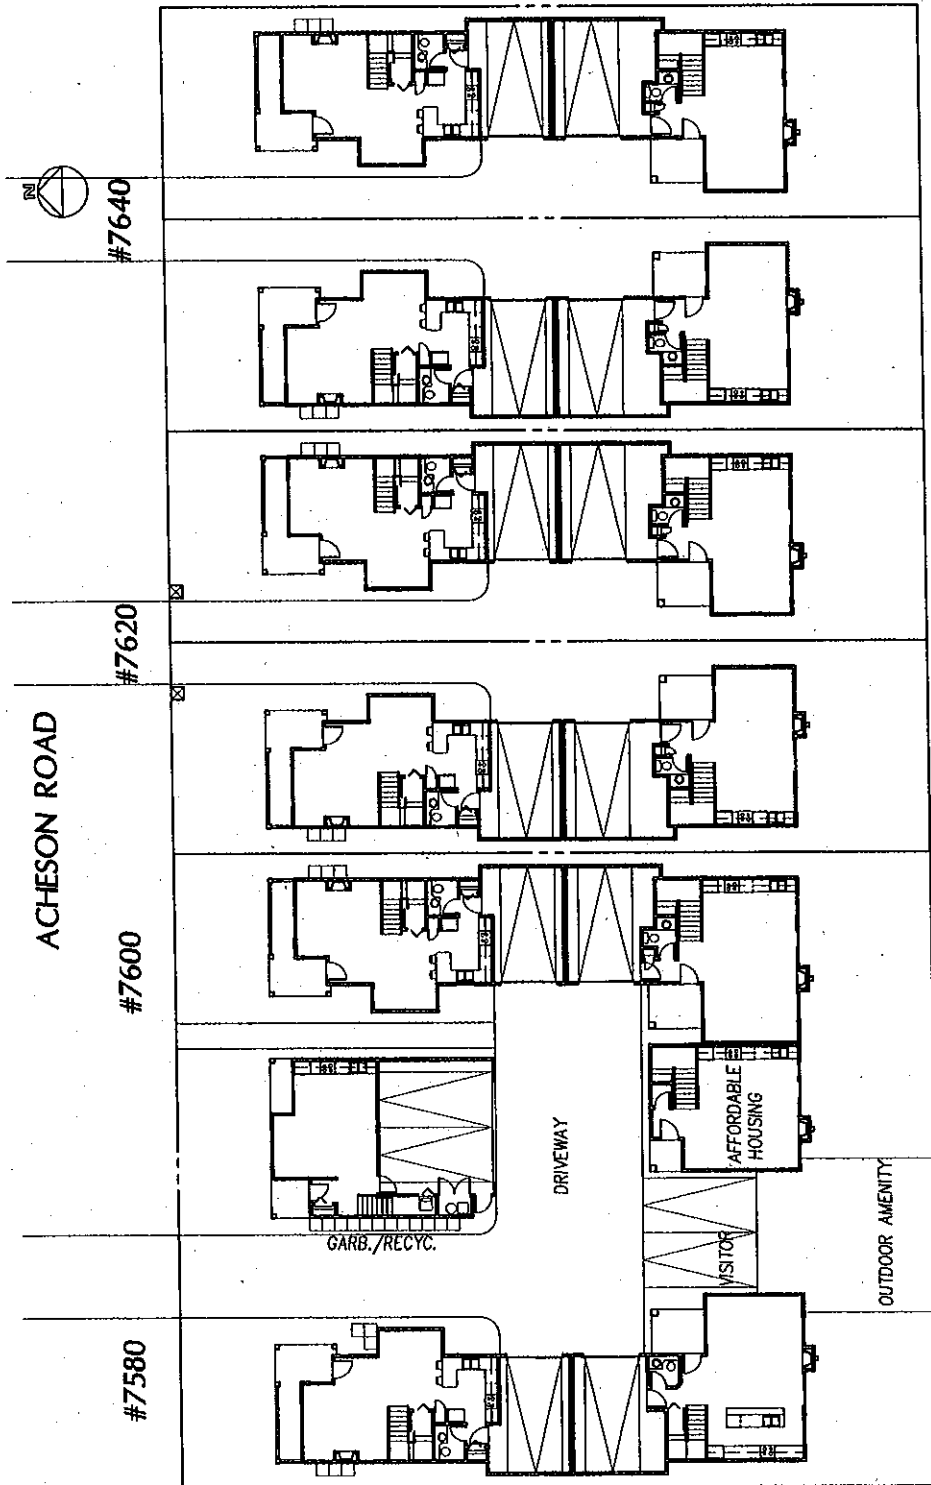 N
#7640
#7620
ACHESON ROAD
#7600
AFFORDABLE
HOUSING
DRIVEWAY
GARB./RECYC.
VISITOR
OUTDOOR AMENITY
#7580